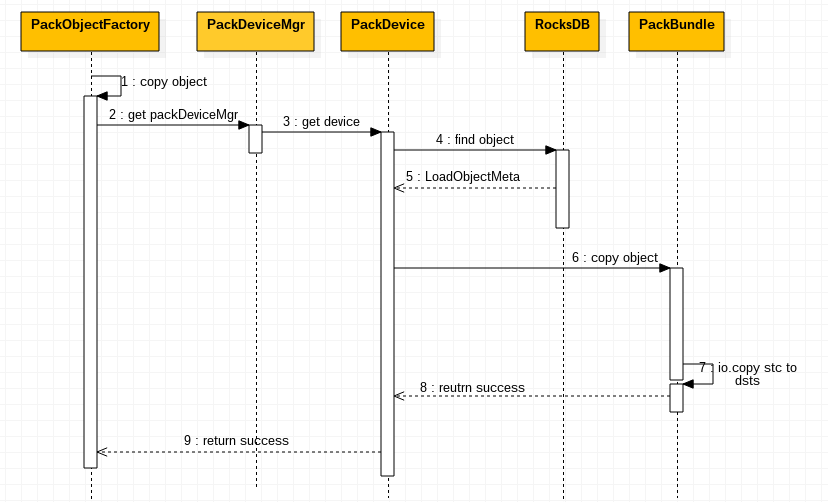 PackObjectFactory PackDeviceMgr PackDevice RocksDB PackBundle
1 : copy object
2 : get packDeviceMgr
3 : get device
4 : find object
5 : LoadObjectMeta
6 : copy object
7 : io.copy stc to
dsts
8 : reutrn success
9 : return success